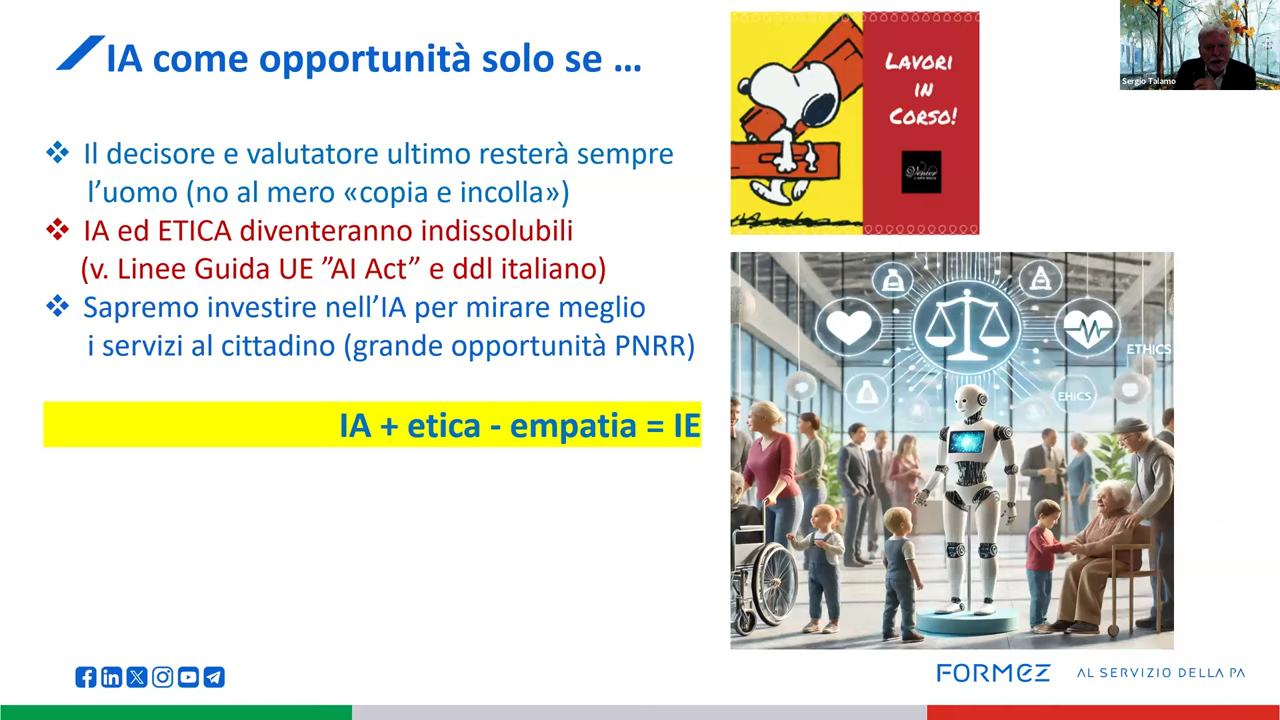 IA come opportunità solo se ...
❖ Il decisore e valutatore ultimo resterà sempre
l’uomo (no al mero «copia e incolla»)
❖ IA ed ETICA diventeranno indissolubili
(v. Linee Guida UE ”AI Act” e ddl italiano)
❖ Sapremo investire nell’IA per mirare meglio
i servizi al cittadino (grande opportunità PNRR)
IA + etica - empatia = IE
LAVORI
IN
CORSO!
Venier
Sergio Talamo
ETHICS
EHICS
FORMEZ
AL SERVIZIO DELLA PA